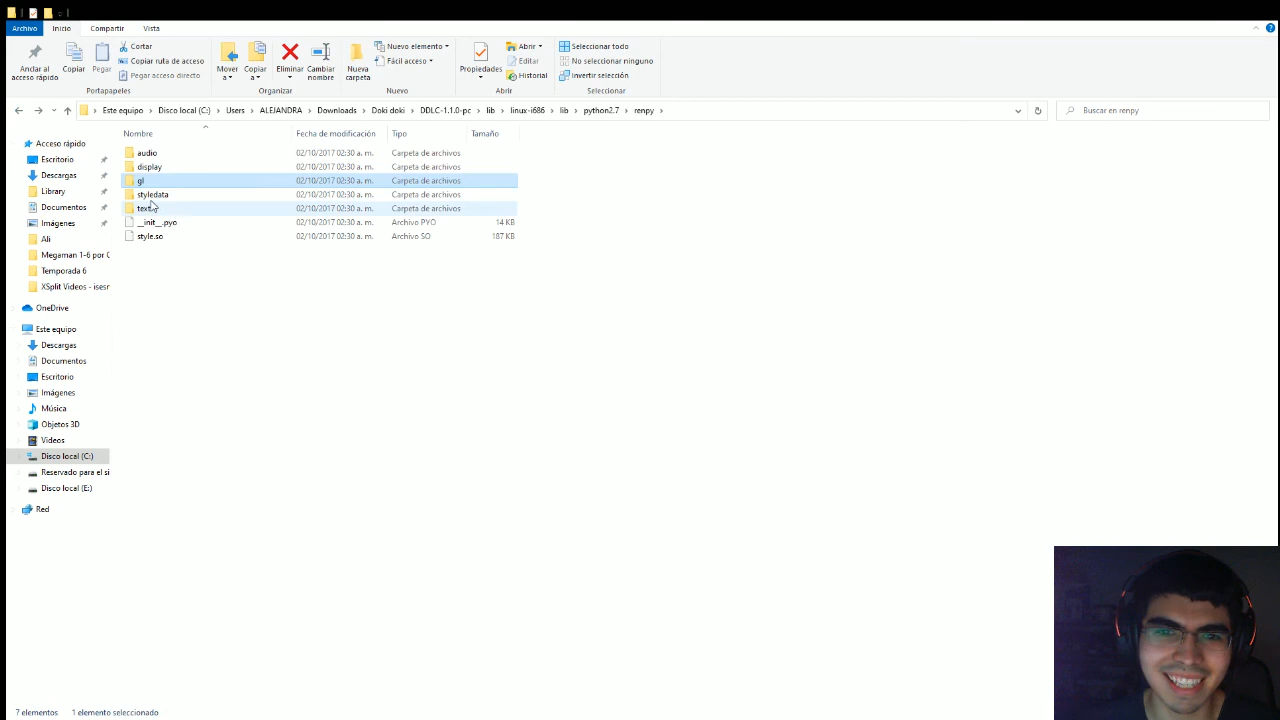 Archivo Inicio Compartir Vista
Anclar al acceso rápido
Copiar
Pegar
Cortar
Copiar ruta de acceso
Pegar acceso directo
Portapapeles
Mover a
Copiar a
Eliminar
Cambiar nombre
Organizar
Nueva carpeta
Nuevo elemento
Fácil acceso
Nuevo
Propiedades
Abrir
Editar
Historial
Abrir
Seleccionar todo
No seleccionar ninguno
Invertir selección
Seleccionar
Este equipo > Disco local (C:) > Users > ALEJANDRA > Downloads > Doki doki > DDLC-1.1.0-pc > lib > linux-i686 > lib > python2.7 > renpy >
Buscar en renpy
Nombre Fecha de modificación Tipo Tamaño
audio 02/10/2017 02:30 a. m. Carpeta de archivos
display 02/10/2017 02:30 a. m. Carpeta de archivos
gl 02/10/2017 02:30 a. m. Carpeta de archivos
styledata 02/10/2017 02:30 a. m. Carpeta de archivos
text 02/10/2017 02:30 a. m. Carpeta de archivos
__init__.pyo 02/10/2017 02:30 a. m. Archivo PYO 14 KB
style.so 02/10/2017 02:30 a. m. Archivo SO 187 KB
Acceso rápido
Escritorio
Descargas
Library
Documentos
Imágenes
Ali
Megaman 1-6 por
Temporada 6
XSplit Videos - isesr
OneDrive
Este equipo
Descargas
Documentos
Escritorio
Imágenes
Música
Objetos 3D
Videos
Disco local (C:)
Reservado para el si
Disco local (E:)
Red
7 elementos 1 elemento seleccionado